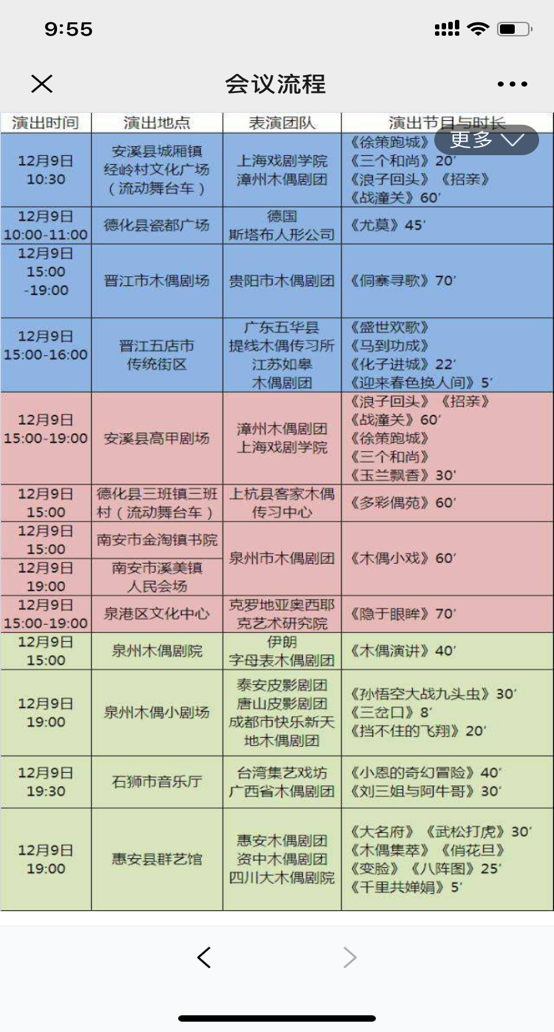 9:55
会议流程
演出时间 演出地点 表演团队 演出节目与时长
更多
12月9日
10:30
安溪县城厢镇
经岭村文化广场
（流动舞台车）
上海戏剧学院
漳州木偶剧团
《徐策跑城》
《三个和尚》20′
《浪子回头》《招亲》
《战潼关》60′
12月9日
10:00-11:00
德化县瓷都广场
德国
斯塔布人形公司
《尤莫》45′
12月9日
15:00
-19:00
晋江市木偶剧场
贵阳市木偶剧团
《侗寨寻歌》70′
12月9日
15:00-16:00
晋江五店市
传统街区
广东五华县
提线木偶传习所
江苏如皋
木偶剧团
《盛世欢歌》
《马到功成》
《化子进城》22′
《迎来春色换人间》5′
12月9日
15:00-19:00
安溪县高甲剧场
漳州木偶剧团
上海戏剧学院
《浪子回头》《招亲》
《战潼关》60′
《徐策跑城》
《三个和尚》
《玉兰飘香》30'
12月9日
15:00
德化县三班镇三班
村（流动舞台车）
上杭县客家木偶
传习中心
《多彩偶苑》60′
12月9日
15:00
南安市金淘镇书院
泉州市木偶剧团
《木偶小戏》60′
12月9日
19:00
南安市溪美镇
人民会场
12月9日
15:00-19:00
泉港区文化中心
克罗地亚奥西耶
克艺术研究院
《隐于眼眸》70′
12月9日
15:00
泉州木偶剧院
伊朗
字母表木偶剧团
《木偶演讲》40′
12月9日
19:00
泉州木偶小剧场
泰安皮影剧团
唐山皮影剧团
成都市快乐新天
地木偶剧团
《孙悟空大战九头虫》30′
《三岔口》8′
《挡不住的飞翔》20′
12月9日
19:30
石狮市音乐厅
台湾集艺戏坊
广西省木偶剧团
《小恩的奇幻冒险》40′
《刘三姐与阿牛哥》30′
12月9日
19:00
惠安县群艺馆
惠安木偶剧团
资中木偶剧团
四川大木偶剧院
《大名府》《武松打虎》30′
《木偶集萃》《俏花旦》
《变脸》《八阵图》25′
《千里共婵娟》5′